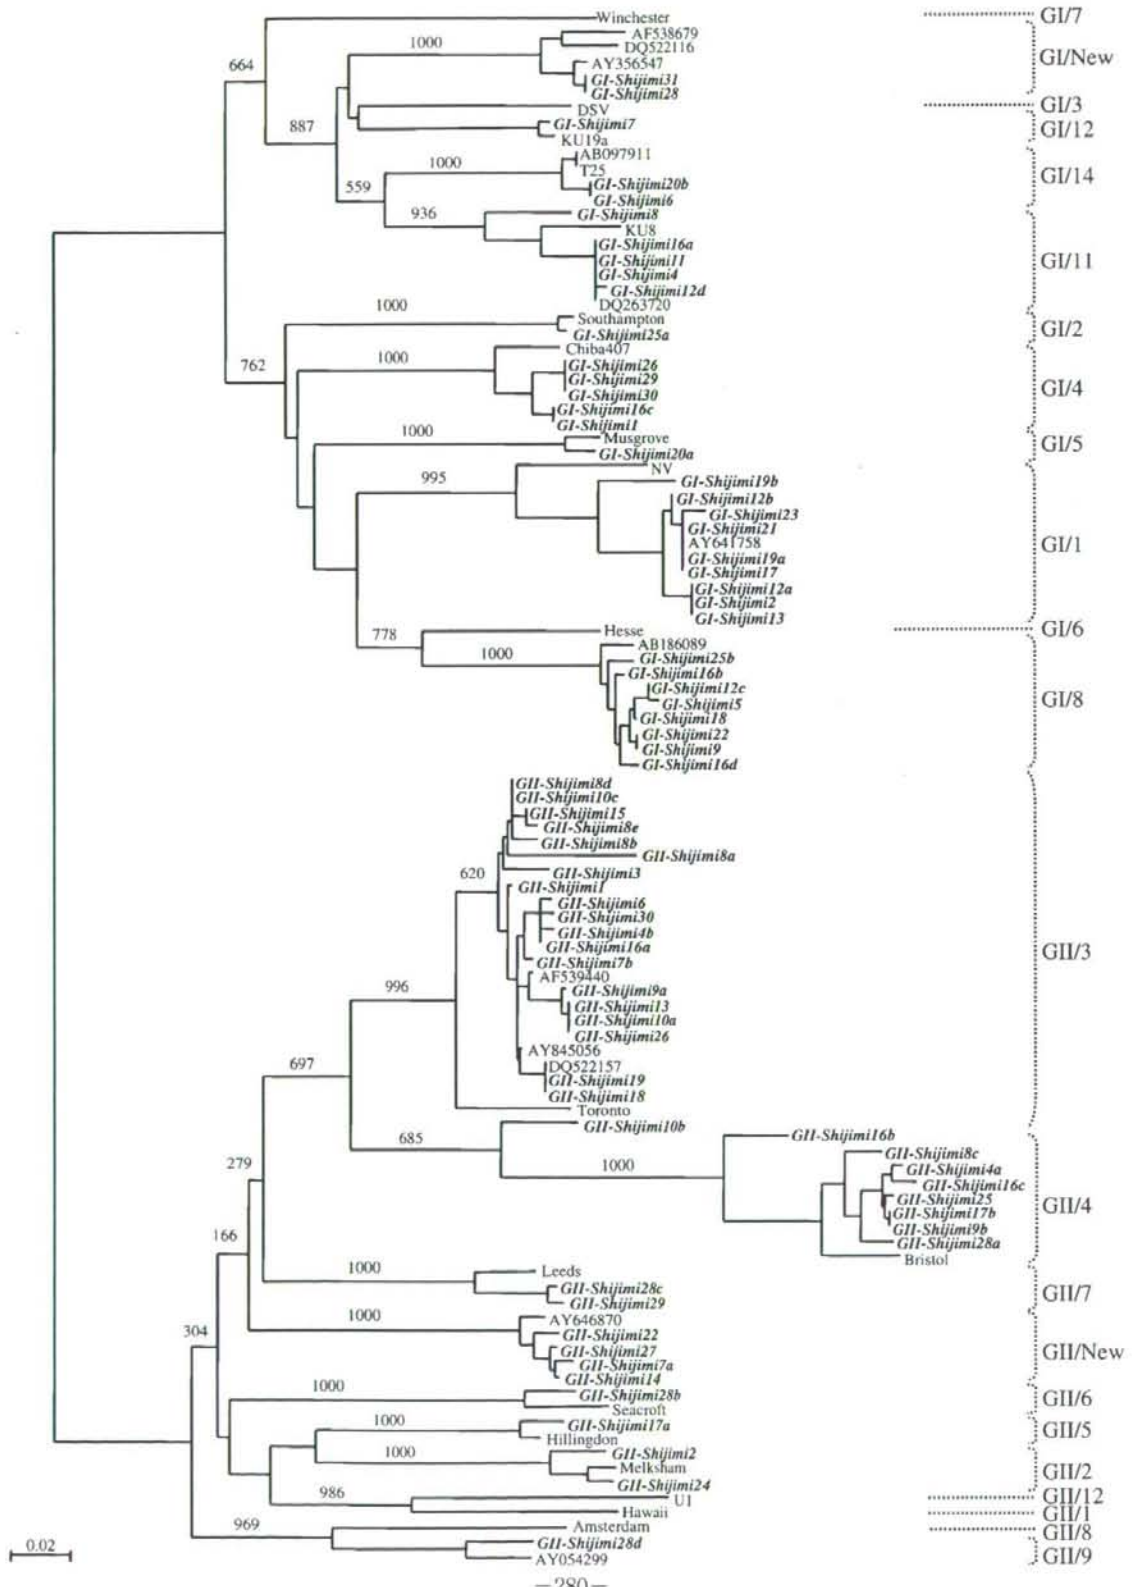 Winchester GI/7
AF538679
1000
DQ522116
GI/New
664
AY356547
GI-Shijimi31
GI-Shijimi28
DSV GI/3
887
GI-Shijimi7
GI/12
KU19a
AB097911
1000
T25
GI/14
559
GI-Shijimi20b
GI-Shijimi6
936
GI-Shijimi8
KU8
GI-Shijimi16a
GI-Shijimi11
GI/11
GI-Shijimi4
GI-Shijimi12d
DQ263720
1000
Southampton
GI/2
GI-Shijimi25a
Chiba407
762
1000
GI-Shijimi26
GI-Shijimi29
GI/4
GI-Shijimi30
GI-Shijimi16c
GI-Shijimi1
1000
Musgrove
GI/5
GI-Shijimi20a
NV
995
GI-Shijimi19b
GI-Shijimi12b
GI-Shijimi23
GI-Shijimi21
AY641758
GI/1
GI-Shijimi19a
GI-Shijimi17
GI-Shijimi12a
GI-Shijimi2
GI-Shijimi13
778
Hesse GI/6
AB186089
1000
GI-Shijimi25b
GI-Shijimi16b
GI-Shijimi12c
GI/8
GI-Shijimi5
GI-Shijimi18
GI-Shijimi22
GI-Shijimi9
GI-Shijimi16d
GII-Shijimi8d
GII-Shijimi10c
GII-Shijimi15
GII-Shijimi8e
GII-Shijimi8b
GII-Shijimi8a
620
GII-Shijimi3
GII-Shijimi1
GII-Shijimi6
GII-Shijimi30
GII-Shijimi4b
GII-Shijimi16a
GII/3
GII-Shijimi7b
AF539440
996
GII-Shijimi9a
GII-Shijimi13
GII-Shijimi10a
GII-Shijimi26
AY845056
697
DQ522157
GII-Shijimi19
GII-Shijimi18
Toronto
GII-Shijimi10b
685
GII-Shijimi16b
GII-Shijimi8c
279
1000
GII-Shijimi4a
GII-Shijimi16c
GII-Shijimi25
GII/4
GII-Shijimi17b
166
GII-Shijimi9b
GII-Shijimi28a
Bristol
1000
Leeds
GII-Shijimi28c
GII/7
GII-Shijimi29
1000
AY646870
304
GII-Shijimi22
GII-Shijimi27
GII/New
GII-Shijimi7a
GII-Shijimi14
1000
GII-Shijimi28b
GII/6
Seacroft
1000
GII-Shijimi17a
GII/5
Hillingdon
1000
GII-Shijimi2
Melksham
GII/2
GII-Shijimi24
986
U1 GII/12
Hawaii GII/1
969
Amsterdam GII/8
GII-Shijimi28d
0.02
AY054299
GII/9
—280—